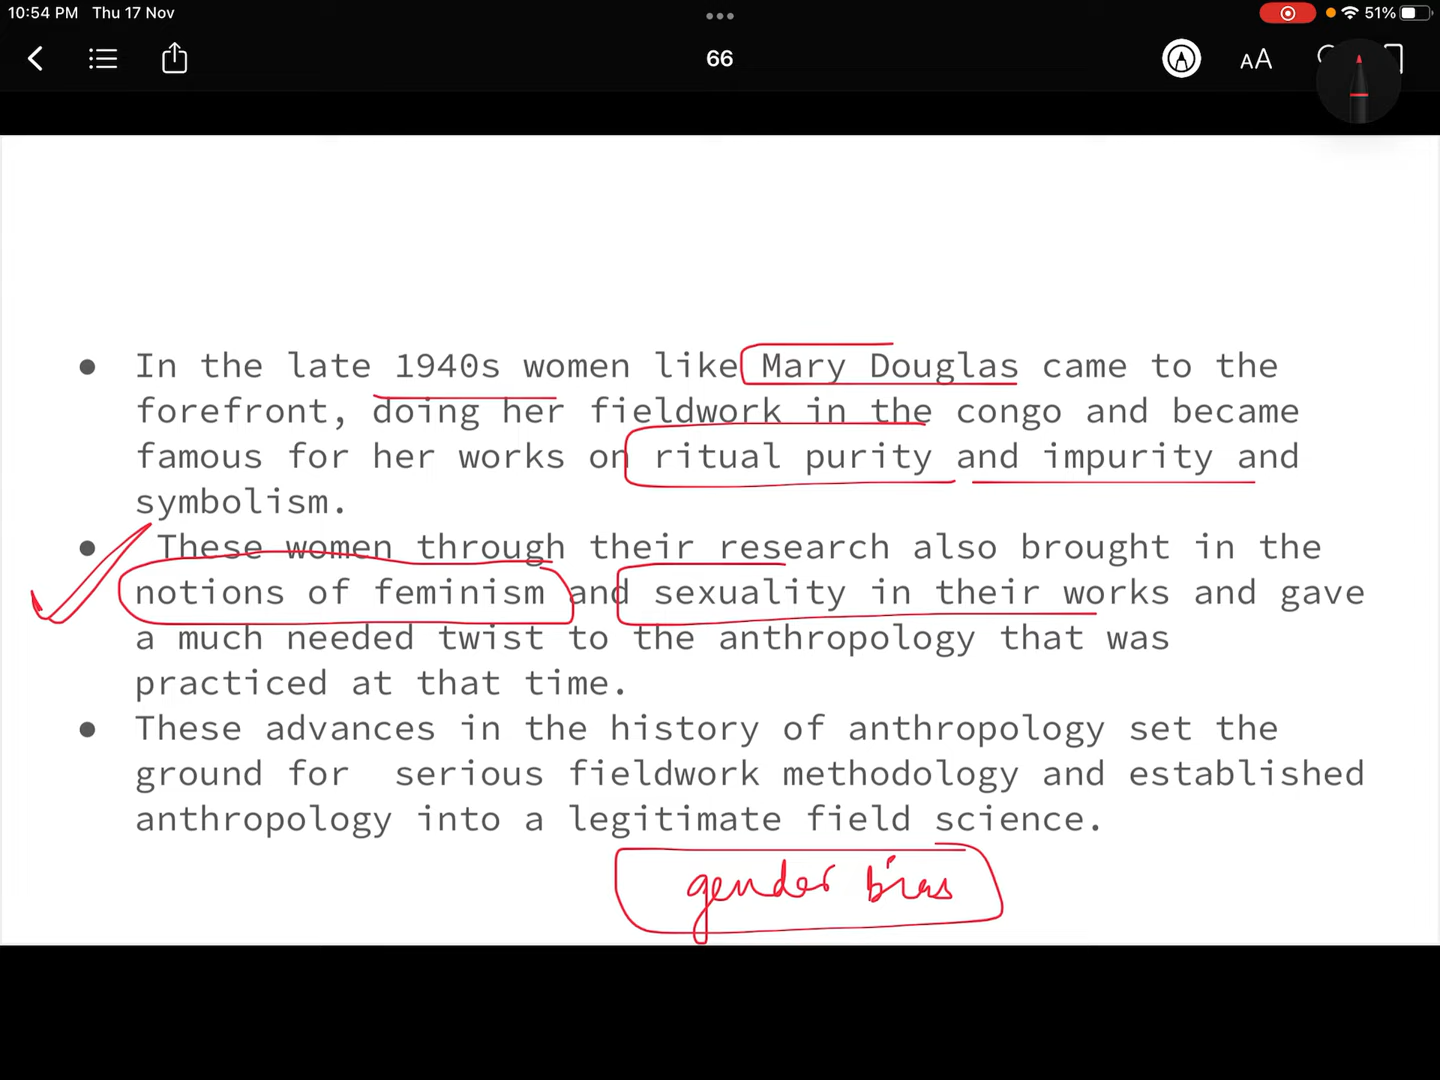 10:54 PM Thu 17 Nov
51%
66
AA
• In the late 1940s women like Mary Douglas came to the
forefront, doing her fieldwork in the congo and became
famous for her works on ritual purity and impurity and
symbolism.
• These women through their research also brought in the
notions of feminism and sexuality in their works and gave
a much needed twist to the anthropology that was
practiced at that time.
• These advances in the history of anthropology set the
ground for serious fieldwork methodology and established
anthropology into a legitimate field science.
gender bias